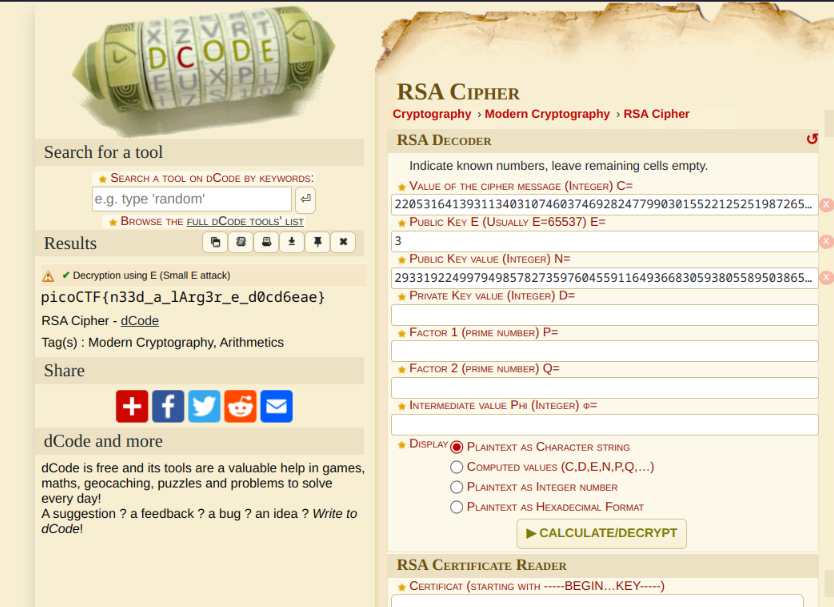 X Z V R T
D C O D E
E U X P L
Search for a tool
Search a tool on dCode by keywords:
e.g. type 'random'
Browse the full dCode tools' list
Results
Decryption using E (Small E attack)
picoCTF{n33d_a_lArg3r_e_d0cd6eae}
RSA Cipher - dCode
Tag(s) : Modern Cryptography, Arithmetics
Share
dCode and more
dCode is free and its tools are a valuable help in games,
maths, geocaching, puzzles and problems to solve
every day!
A suggestion ? a feedback ? a bug ? an idea ? Write to
dCode!
RSA Cipher
Cryptography › Modern Cryptography › RSA Cipher
RSA Decoder
Indicate known numbers, leave remaining cells empty.
Value of the cipher message (Integer) C=
220531641393113403107460374692824779903015522125251987265… X
Public Key E (Usually E=65537) E=
3 X
Public Key value (Integer) N=
2933192249979498578273597604559116493668305938055895038​65… X
Private Key value (Integer) D=
Factor 1 (prime number) P=
Factor 2 (prime number) Q=
Intermediate value Phi (Integer) Φ=
Display
Plaintext as Character string
Computed values (C,D,E,N,P,Q,…)
Plaintext as Integer number
Plaintext as Hexadecimal Format
▶ CALCULATE/DECRYPT
RSA Certificate Reader
Certificat (starting with -----BEGIN…KEY-----)